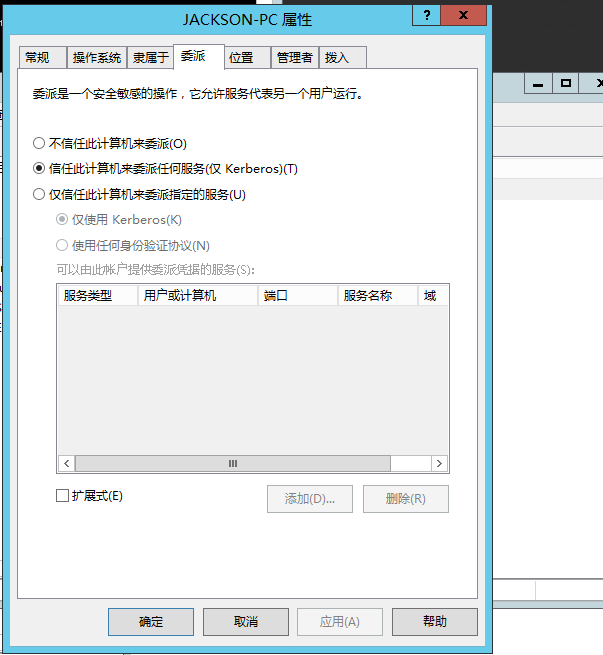 JACKSON-PC 属性
?
x
常规
操作系统
隶属于
委派
位置
管理者
拨入
委派是一个安全敏感的操作，它允许服务代表另一个用户运行。
不信任此计算机来委派(O)
信任此计算机来委派任何服务(仅 Kerberos)(T)
仅信任此计算机来委派指定的服务(U)
仅使用 Kerberos(K)
使用任何身份验证协议(N)
可以由此帐户提供委派凭据的服务(S):
服务类型
用户或计算机
端口
服务名称
域
扩展式(E)
添加(D)...
删除(R)
确定
取消
应用(A)
帮助